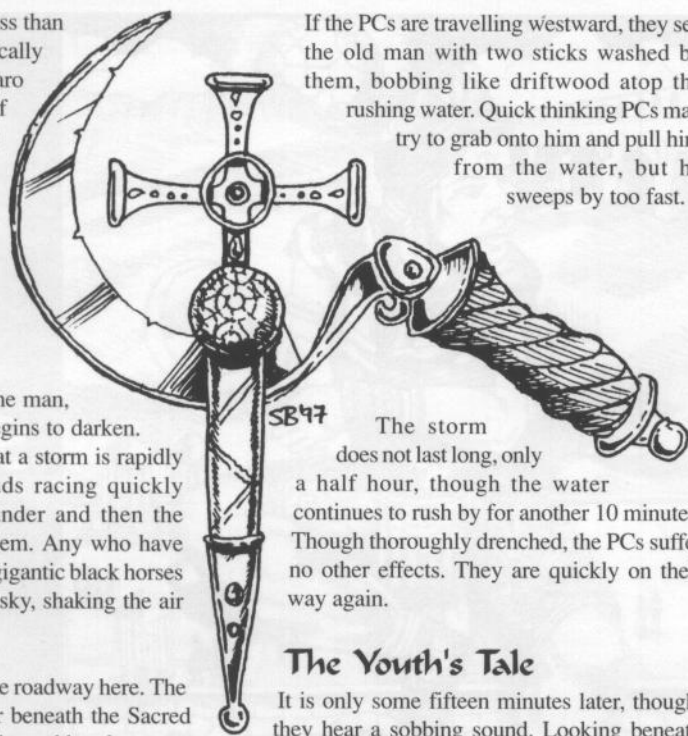 ss than
cally
aro
f
ne man,
gins to darken.
at a storm is rapidly
ds racing quickly
nder and then the
em. Any who have
gigantic black horses
sky, shaking the air
e roadway here. The
r beneath the Sacred
If the PCs are travelling westward, they se
the old man with two sticks washed b
them, bobbing like driftwood atop th
rushing water. Quick thinking PCs ma
try to grab onto him and pull him
from the water, but h
sweeps by too fast.
SB97
The storm
does not last long, only
a half hour, though the water
continues to rush by for another 10 minute
Though thoroughly drenched, the PCs suffe
no other effects. They are quickly on the
way again.
The Youth's Tale
It is only some fifteen minutes later, though
they hear a sobbing sound. Looking beneat